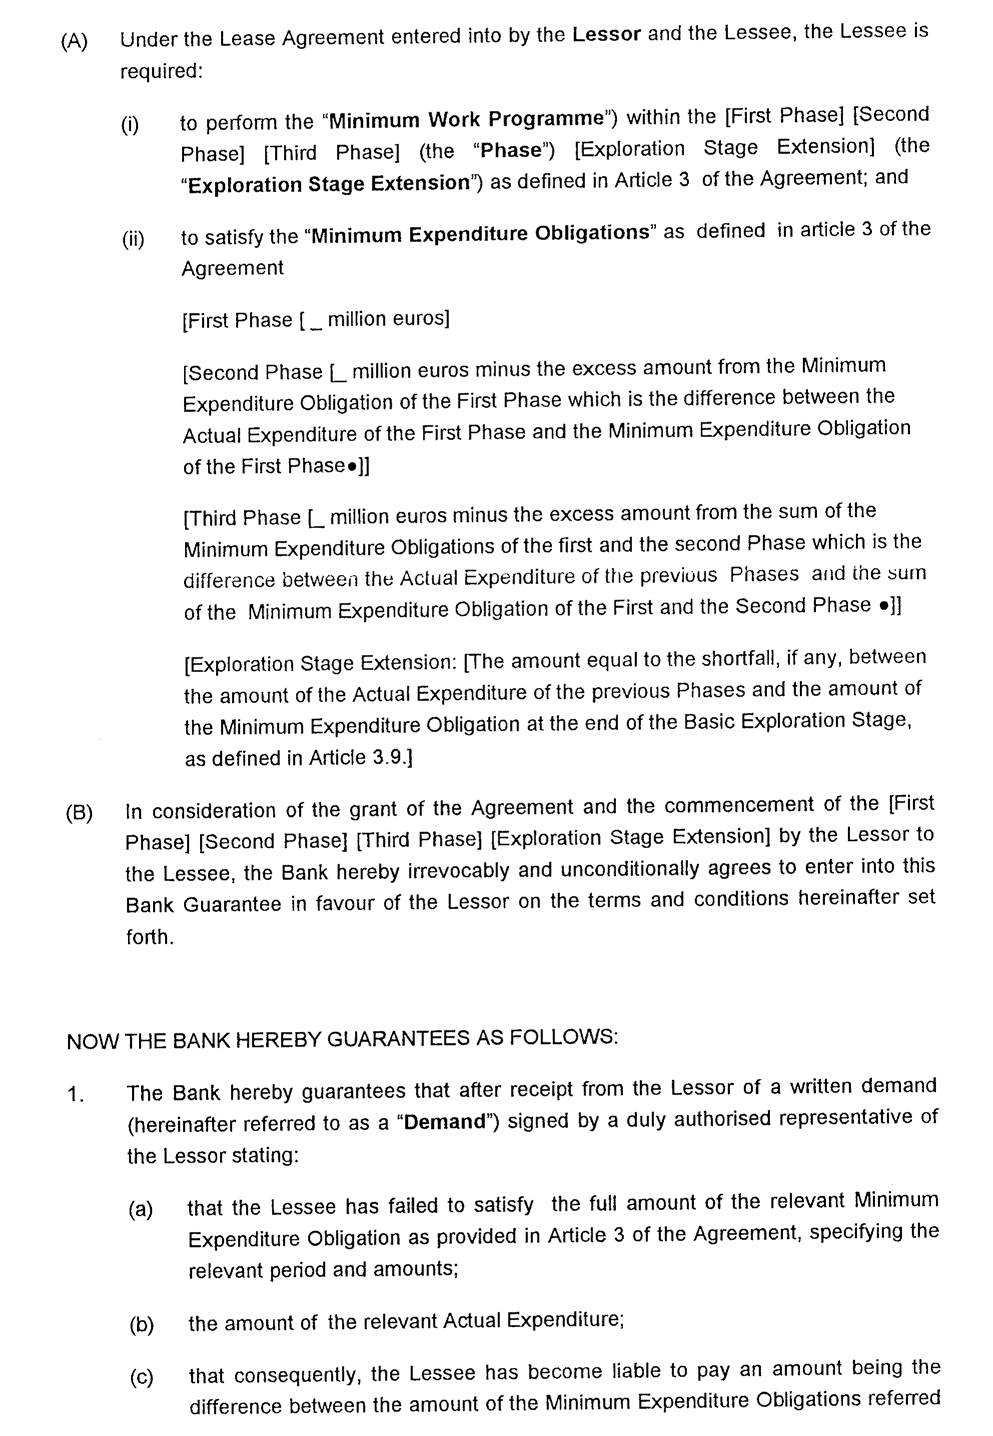 (A) Under the Lease Agreement entered into by the Lessor and the Lessee, the Lessee is
required:
(i) to perform the “Minimum Work Programme”) within the [First Phase] [Second
Phase] [Third Phase] (the “Phase”) [Exploration Stage Extension] (the
“Exploration Stage Extension”) as defined in Article 3 of the Agreement; and
(ii) to satisfy the “Minimum Expenditure Obligations” as defined in article 3 of the
Agreement
[First Phase [ _ million euros]
[Second Phase [_ million euros minus the excess amount from the Minimum
Expenditure Obligation of the First Phase which is the difference between the
Actual Expenditure of the First Phase and the Minimum Expenditure Obligation
of the First Phase●]]
[Third Phase [_ million euros minus the excess amount from the sum of the
Minimum Expenditure Obligations of the first and the second Phase which is the
difference between the Actual Expenditure of the previous Phases and the sum
of the Minimum Expenditure Obligation of the First and the Second Phase ●]]
[Exploration Stage Extension: [The amount equal to the shortfall, if any, between
the amount of the Actual Expenditure of the previous Phases and the amount of
the Minimum Expenditure Obligation at the end of the Basic Exploration Stage,
as defined in Article 3.9.]
(B) In consideration of the grant of the Agreement and the commencement of the [First
Phase] [Second Phase] [Third Phase] [Exploration Stage Extension] by the Lessor to
the Lessee, the Bank hereby irrevocably and unconditionally agrees to enter into this
Bank Guarantee in favour of the Lessor on the terms and conditions hereinafter set
forth.
NOW THE BANK HEREBY GUARANTEES AS FOLLOWS:
1. The Bank hereby guarantees that after receipt from the Lessor of a written demand
(hereinafter referred to as a “Demand”) signed by a duly authorised representative of
the Lessor stating:
(a) that the Lessee has failed to satisfy the full amount of the relevant Minimum
Expenditure Obligation as provided in Article 3 of the Agreement, specifying the
relevant period and amounts;
(b) the amount of the relevant Actual Expenditure;
(c) that consequently, the Lessee has become liable to pay an amount being the
difference between the amount of the Minimum Expenditure Obligations referred